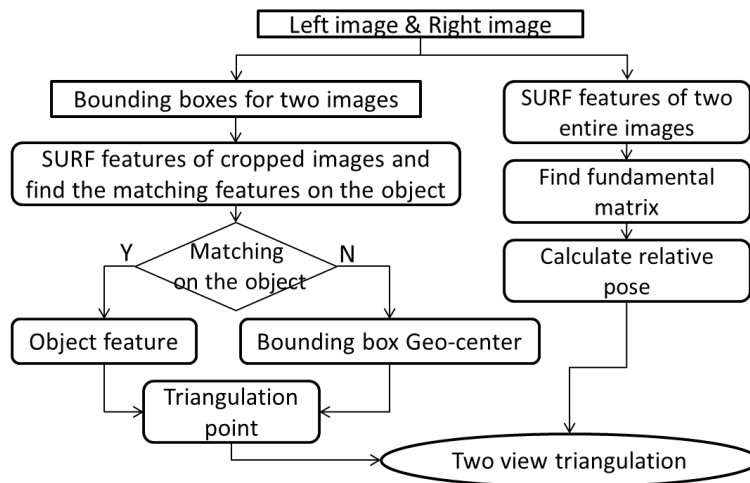 Left image & Right image
Bounding boxes for two images
SURF features of cropped images and
find the matching features on the object
Y
Matching
on the object
N
Object feature
Bounding box Geo-center
Triangulation
point
SURF features of two
entire images
Find fundamental
matrix
Calculate relative
pose
Two view triangulation